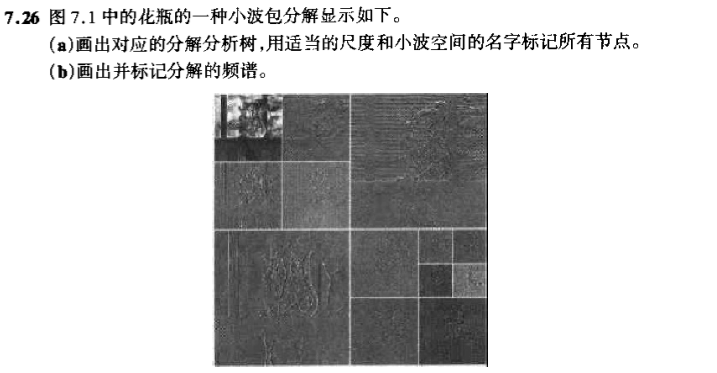 7.26 图 7.1 中的花瓶的一种小波包分解显示如下。
(a)画出对应的分解分析树,用适当的尺度和小波空间的名字标记所有节点。
(b)画出并标记分解的频谱。